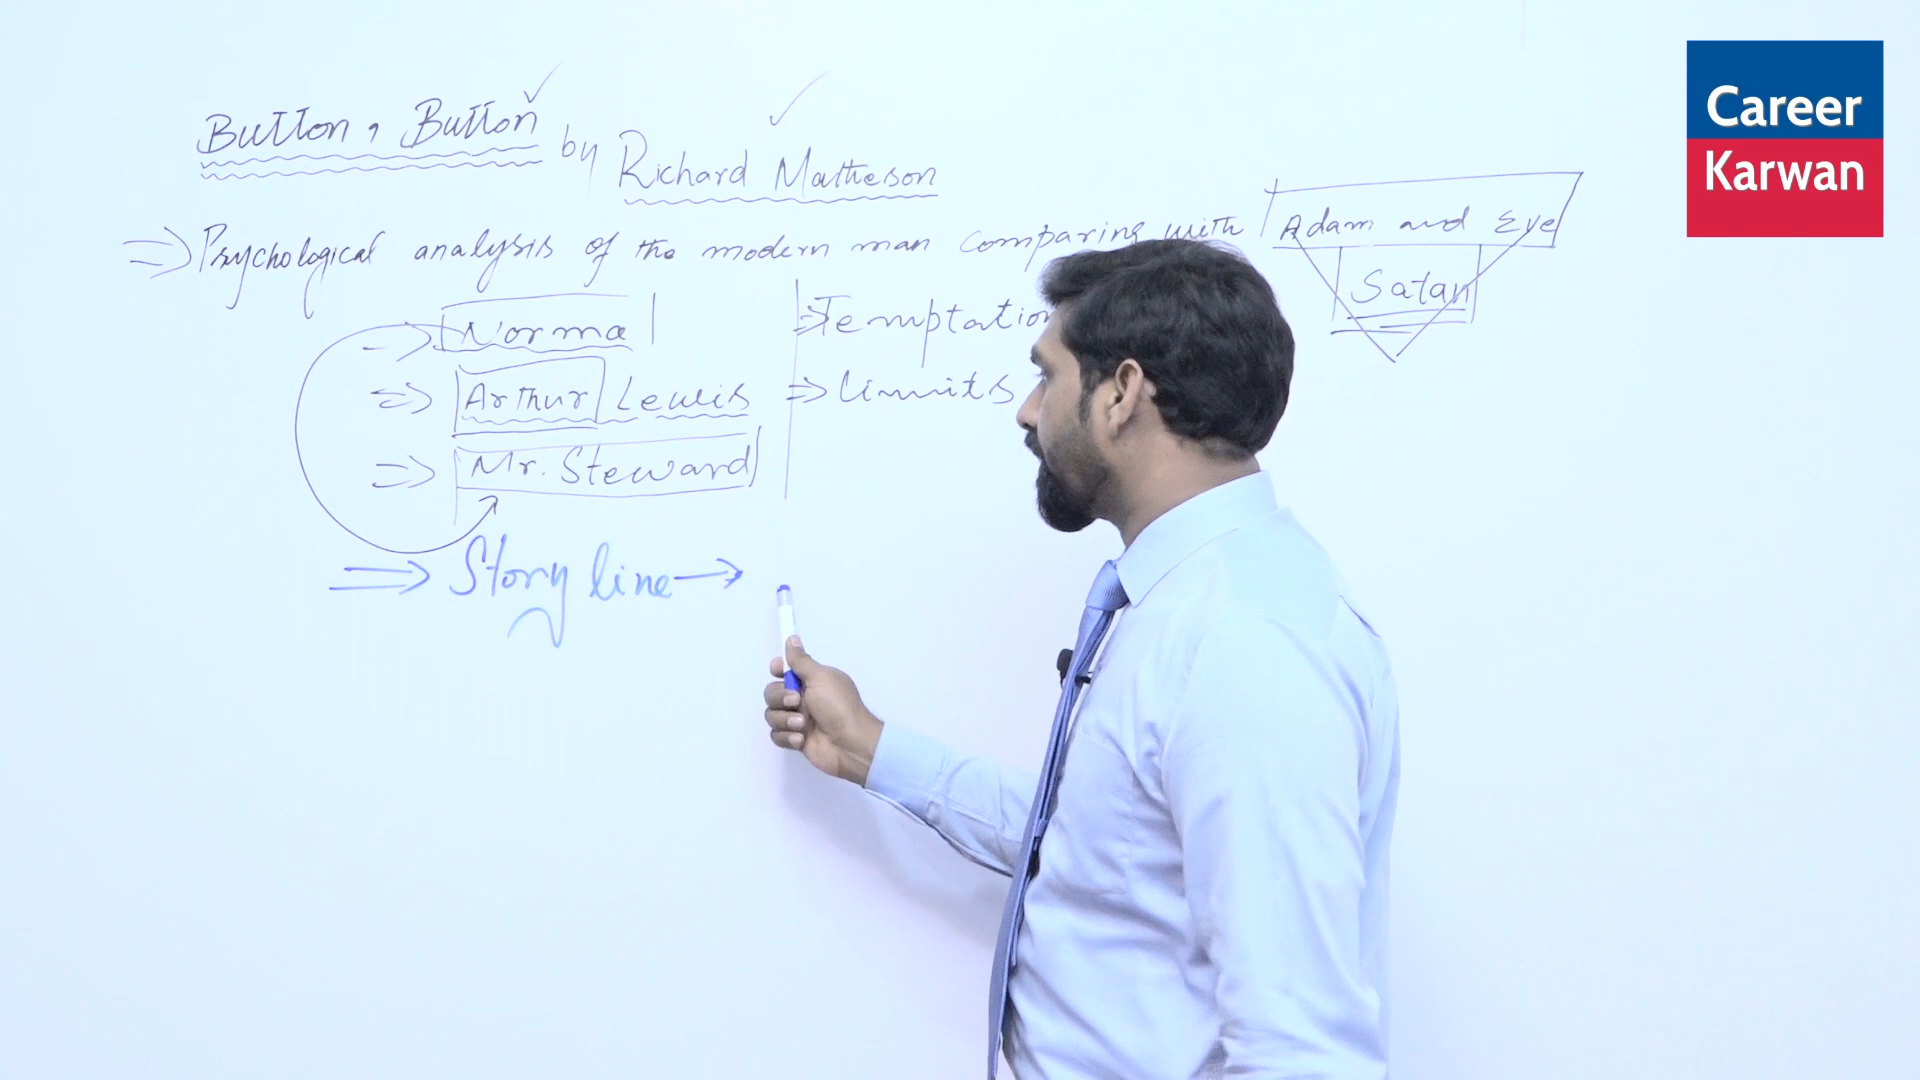 Button, Button by Richard Matheson
⇒ Psychological analysis of the modern man comparing with Adam and Eve
Satan
⇒ Norma
⇒ Arthur Lewis
⇒ Mr. Steward
⇒ Temptation
⇒ limits
⇒ Story line →
Career
Karwan